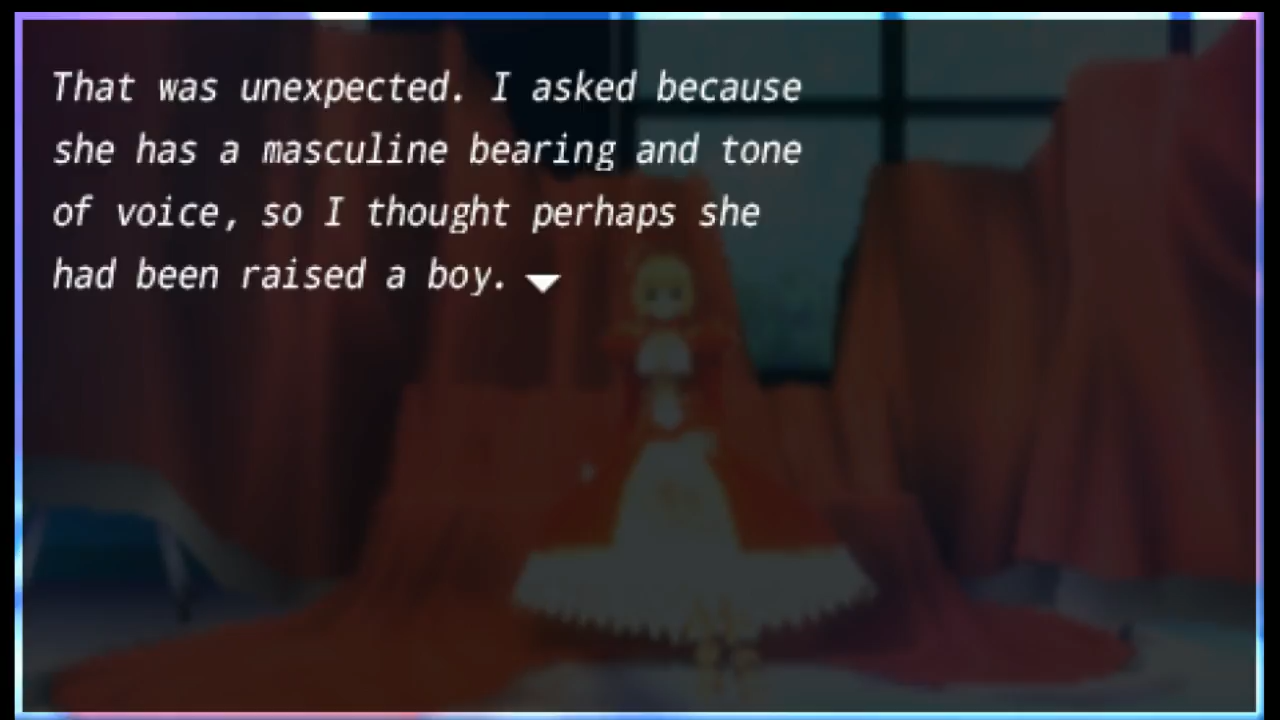 That was unexpected. I asked because
she has a masculine bearing and tone
of voice, so I thought perhaps she
had been raised a boy.